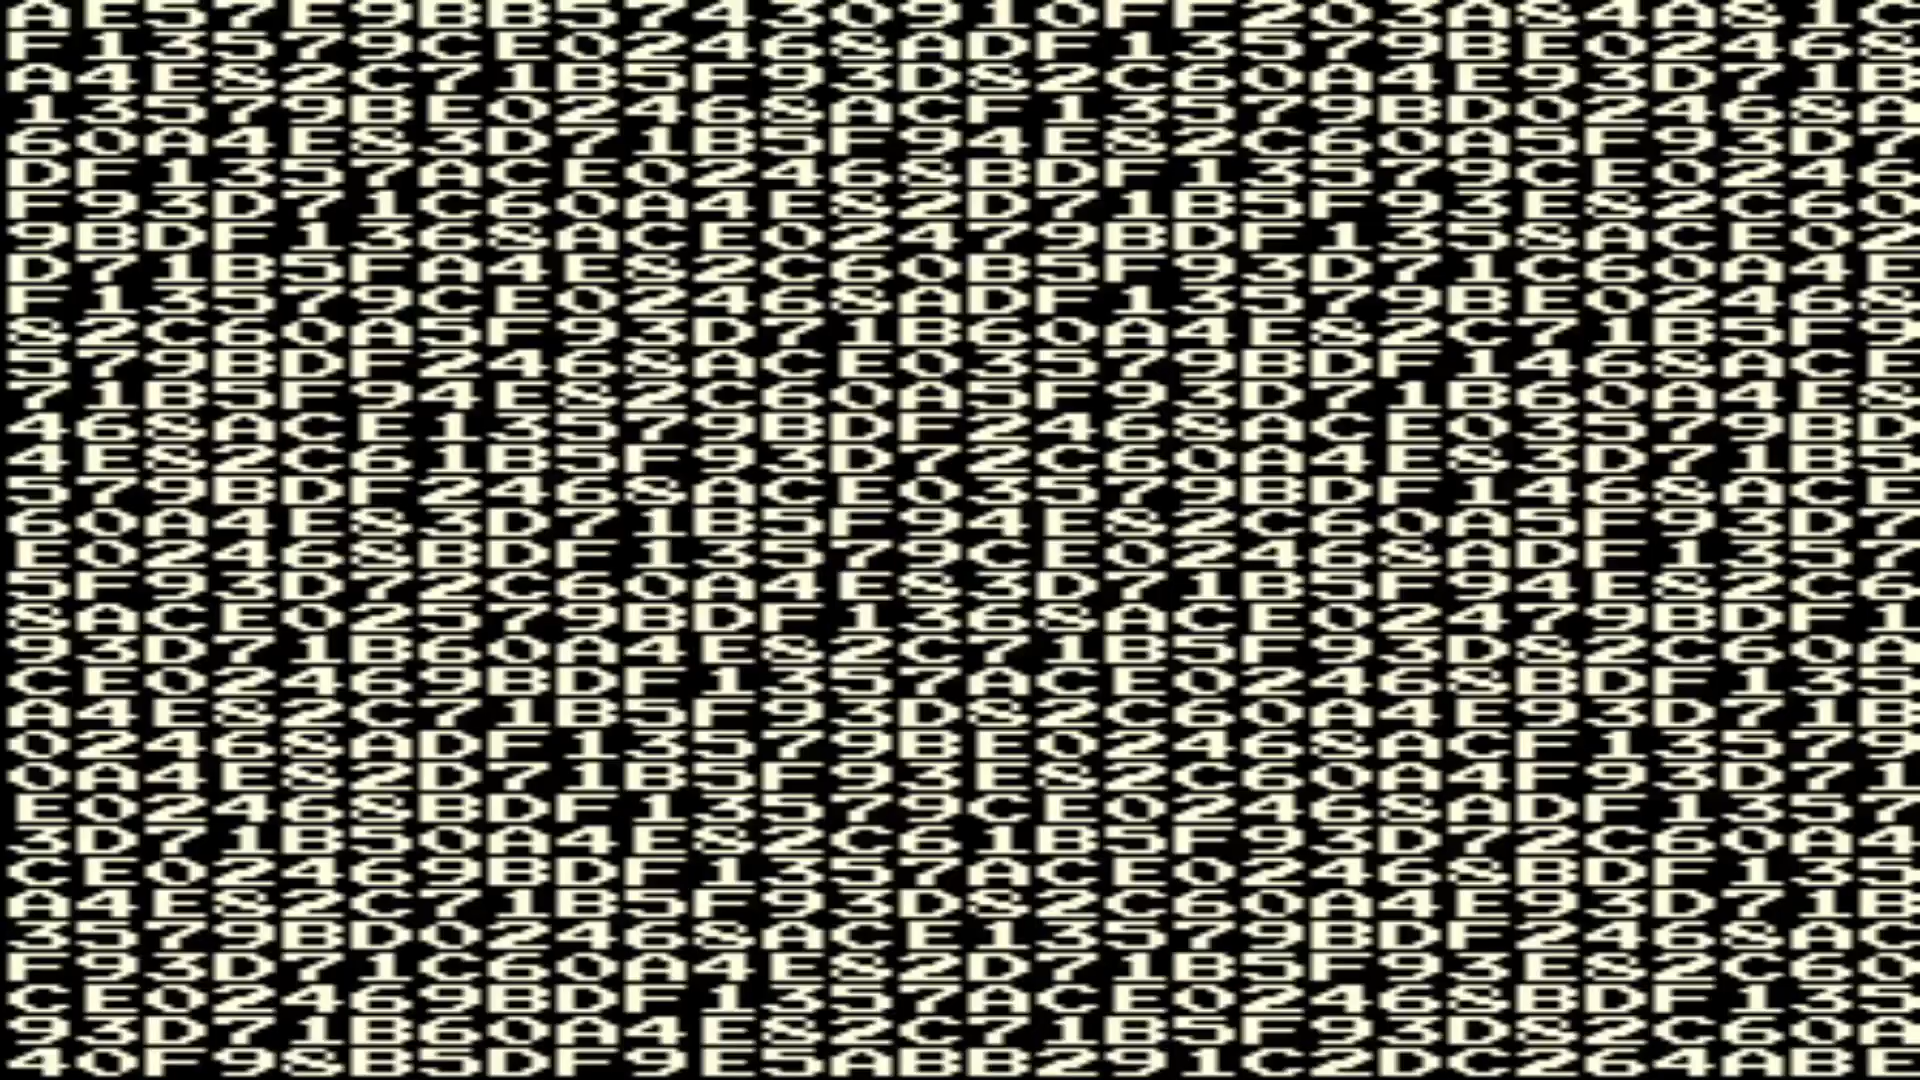 AE57E9BB57430910FF203A84A81C
F13579CE02468ADF13579BE02468
A4E82C71B5F93D82C60A4E93D71B
13579BE02468ACF13579BD02468A
60A4E83D71B5F94E82C60A5F93D7
DF1357ACE02468BDF13579CE0246
F93D71C60A4E82D71B5F93E82C60
9BDF1368ACE02479BDF1358ACE02
D71B5FA4E82C60B5F93D71C60A4E
F13579CE02468ADF13579BE02468
82C60A5F93D71B60A4E82C71B5F9
579BDF2468ACE03579BDF1468ACE
71B5F94E82C60A5F93D71B60A4E8
468ACE13579BDF2468ACE03579BD
4E82C61B5F93D72C60A4E83D71B5
579BDF2468ACE03579BDF1468ACE
60A4E83D71B5F94E82C60A5F93D7
E02468BDF13579CE02468ADF1357
5F93D72C60A4E83D71B5F94E82C6
8ACE02579BDF1368ACE02479BDF1
93D71B60A4E82C71B5F93D82C60A
CE02469BDF1357ACE02468BDF135
A4E82C71B5F93D82C60A4E93D71B
02468ADF13579BE02468ACF13579
0A4E82D71B5F93E82C60A4F93D71
E02468BDF13579CE02468ADF1357
3D71B50A4E82C61B5F93D72C60A4
CE02469BDF1357ACE02468BDF135
A4E82C71B5F93D82C60A4E93D71B
3579BD02468ACE13579BDF2468AC
F93D71C60A4E82D71B5F93E82C60
CE02469BDF1357ACE02468BDF135
93D71B60A4E82C71B5F93D82C60A
40F98B5DF9E5ABB291C2DC264ABE